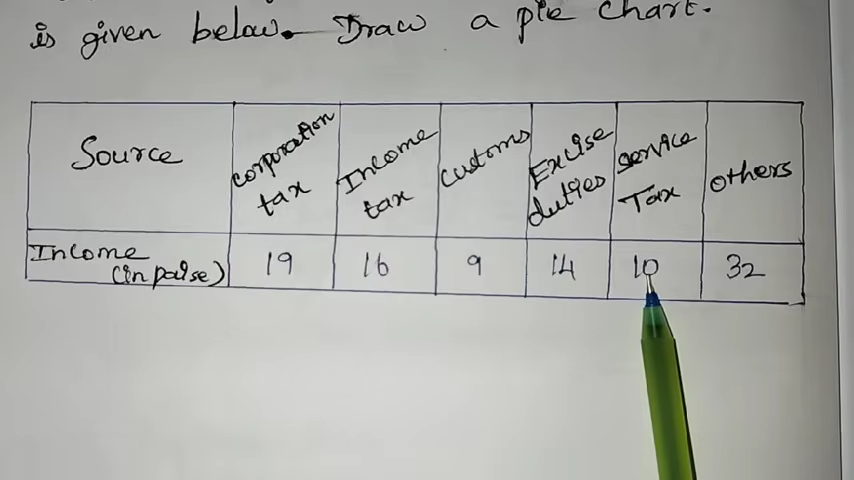 is given below. Draw a pie chart.
Source corporation tax Income tax customs Excise duties service Tax others
Income (in paise) 19 16 9 14 10 32